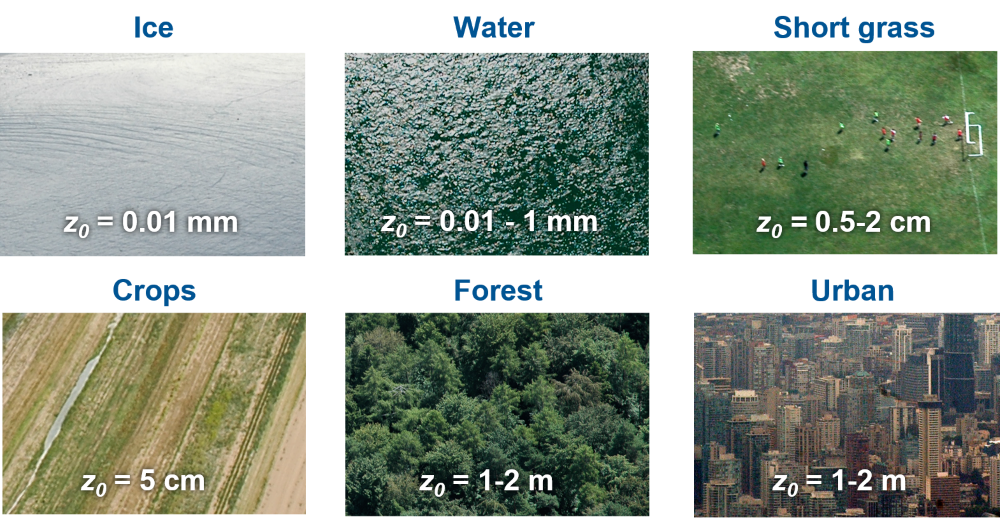 Ice
Water
Short grass
z0 = 0.01 mm
z0 = 0.01 - 1 mm
z0 = 0.5-2 cm
Crops
Forest
Urban
z0 = 5 cm
z0 = 1-2 m
z0 = 1-2 m